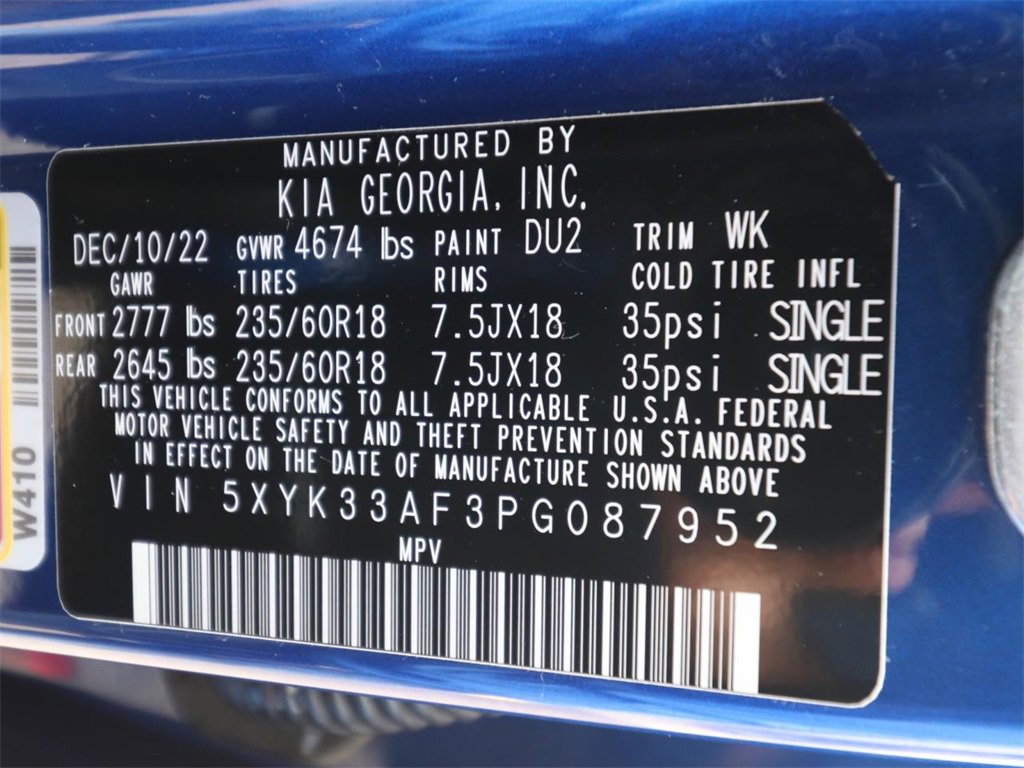 MANUFACTURED BY
KIA GEORGIA, INC.
DEC/10/22 GVWR 4674 lbs PAINT DU2 TRIM WK
GAWR TIRES RIMS COLD TIRE INFL
FRONT 2777 lbs 235/60R18 7.5JX18 35psi SINGLE
REAR 2645 lbs 235/60R18 7.5JX18 35psi SINGLE
THIS VEHICLE CONFORMS TO ALL APPLICABLE U.S.A. FEDERAL
MOTOR VEHICLE SAFETY AND THEFT PREVENTION STANDARDS
IN EFFECT ON THE DATE OF MANUFACTURE SHOWN ABOVE
VIN 5XYK33AF3PG087952
MPV
W410